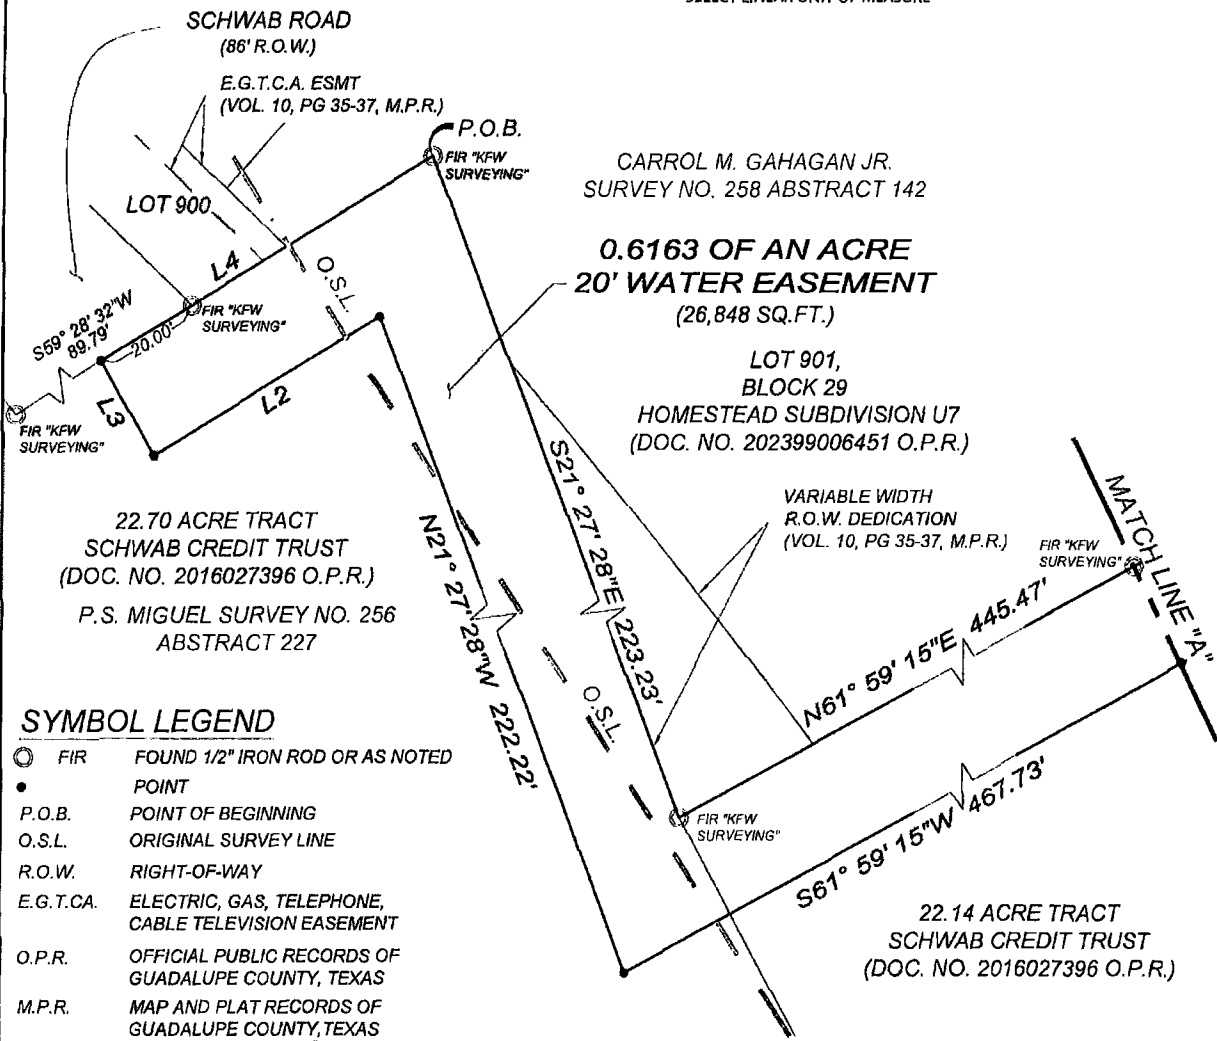 SCHWAB ROAD
(86' R.O.W.)
E.G.T.C.A. ESMT
(VOL. 10, PG 35-37, M.P.R.)
P.O.B.
FIR "KFW
SURVEYING"
CARROL M. GAHAGAN JR.
SURVEY NO. 258 ABSTRACT 142
LOT 900
L4
O.S.L.
0.6163 OF AN ACRE
20' WATER EASEMENT
(26,848 SQ.FT.)
FIR "KFW
SURVEYING"
S59° 28' 32"W
89.79'
20.00'
LOT 901,
BLOCK 29
HOMESTEAD SUBDIVISION U7
(DOC. NO. 202399006451 O.P.R.)
L3
L2
FIR "KFW
SURVEYING"
S21° 27' 28"E 223.23'
VARIABLE WIDTH
R.O.W. DEDICATION
(VOL. 10, PG 35-37, M.P.R.)
MATCH LINE "A"
FIR "KFW
SURVEYING"
22.70 ACRE TRACT
SCHWAB CREDIT TRUST
(DOC. NO. 2016027396 O.P.R.)
P.S. MIGUEL SURVEY NO. 256
ABSTRACT 227
N21° 27' 28"W 222.22'
O.S.L.
N61° 59' 15"E 445.47'
S61° 59' 15"W 467.73'
FIR "KFW
SURVEYING"
22.14 ACRE TRACT
SCHWAB CREDIT TRUST
(DOC. NO. 2016027396 O.P.R.)
SYMBOL LEGEND
FIR FOUND 1/2" IRON ROD OR AS NOTED
POINT
P.O.B. POINT OF BEGINNING
O.S.L. ORIGINAL SURVEY LINE
R.O.W. RIGHT-OF-WAY
E.G.T.CA. ELECTRIC, GAS, TELEPHONE,
CABLE TELEVISION EASEMENT
O.P.R. OFFICIAL PUBLIC RECORDS OF
GUADALUPE COUNTY, TEXAS
M.P.R. MAP AND PLAT RECORDS OF
GUADALUPE COUNTY, TEXAS